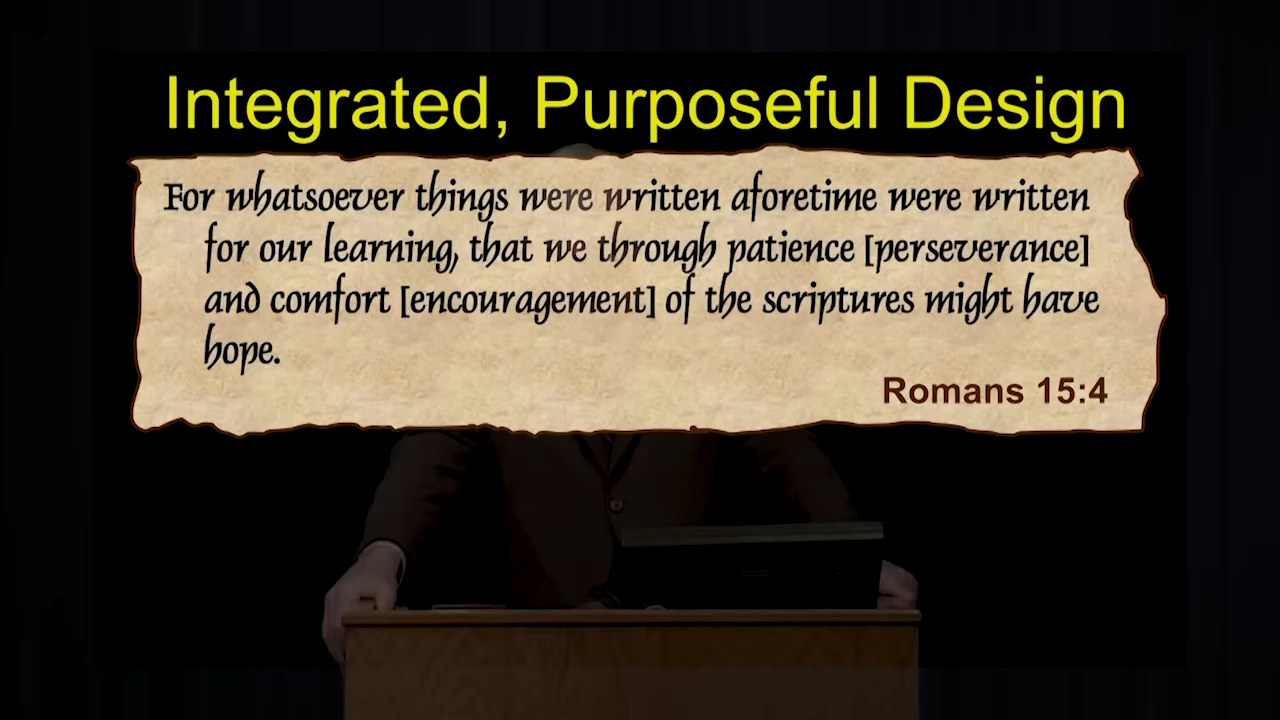 Integrated, Purposeful Design
For whatsoever things were written aforetime were written
for our learning, that we through patience [perseverance]
and comfort [encouragement] of the scriptures might have
hope.
Romans 15:4